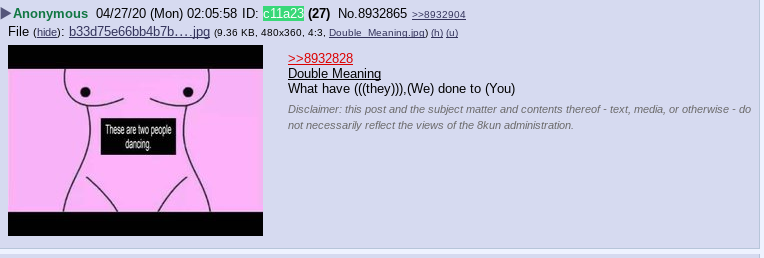 Anonymous 04/27/20 (Mon) 02:05:58 ID: c11a23 (27) No.8932865 >>8932904
File (hide): b33d75e66bb4b7b….jpg (9.36 KB, 480x360, 4:3, Double_Meaning.jpg) (h) (u)
>>8932828
Double Meaning
What have (((they))),(We) done to (You)
Disclaimer: this post and the subject matter and contents thereof - text, media, or otherwise - do
not necessarily reflect the views of the 8kun administration.
These are two people
dancing.